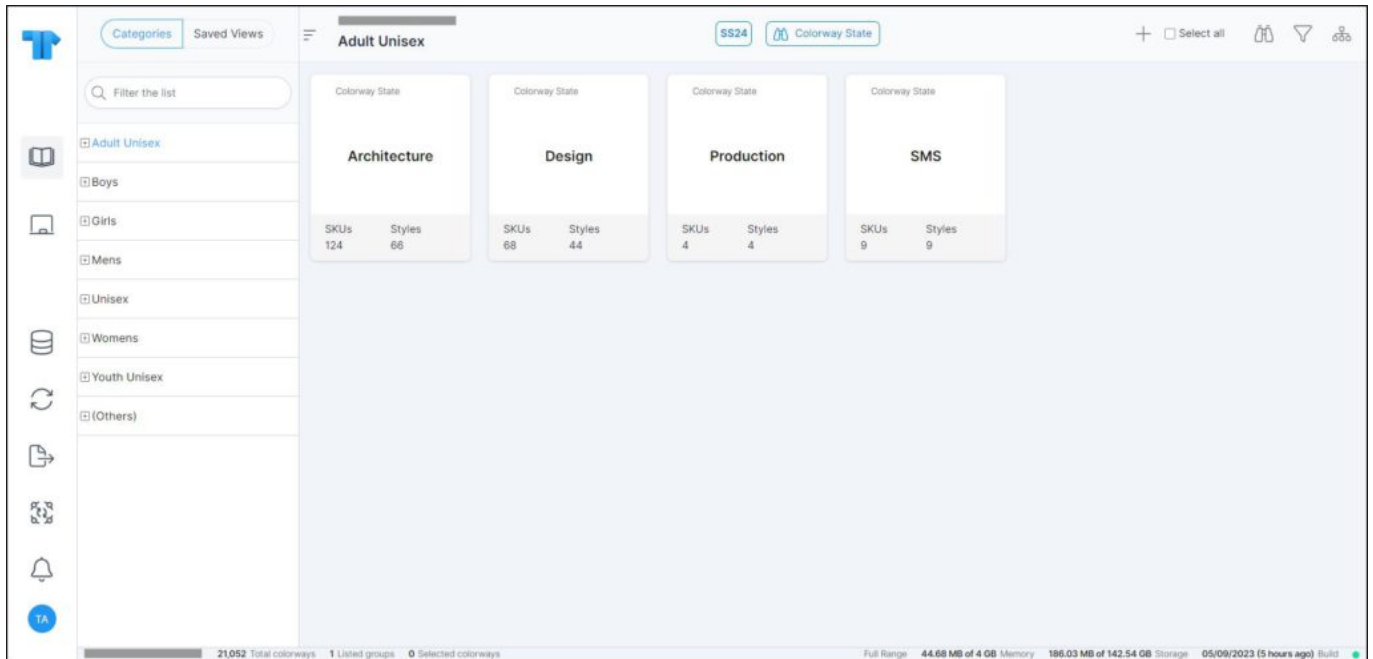 Categories Saved Views
Adult Unisex
SS24 Colorway State
Select all
Filter the list
Adult Unisex
Boys
Girls
Mens
Unisex
Womens
Youth Unisex
(Others)
Colorway State
Architecture
SKUs Styles
124 66
Colorway State
Design
SKUs Styles
68 44
Colorway State
Production
SKUs Styles
4 4
Colorway State
SMS
SKUs Styles
9 9
TA
21,052 Total colorways 1 Listed groups 0 Selected colorways
Full Range 44.68 MB of 4 GB Memory 186.03 MB of 142.54 GB Storage 05/09/2023 (5 hours ago) Build